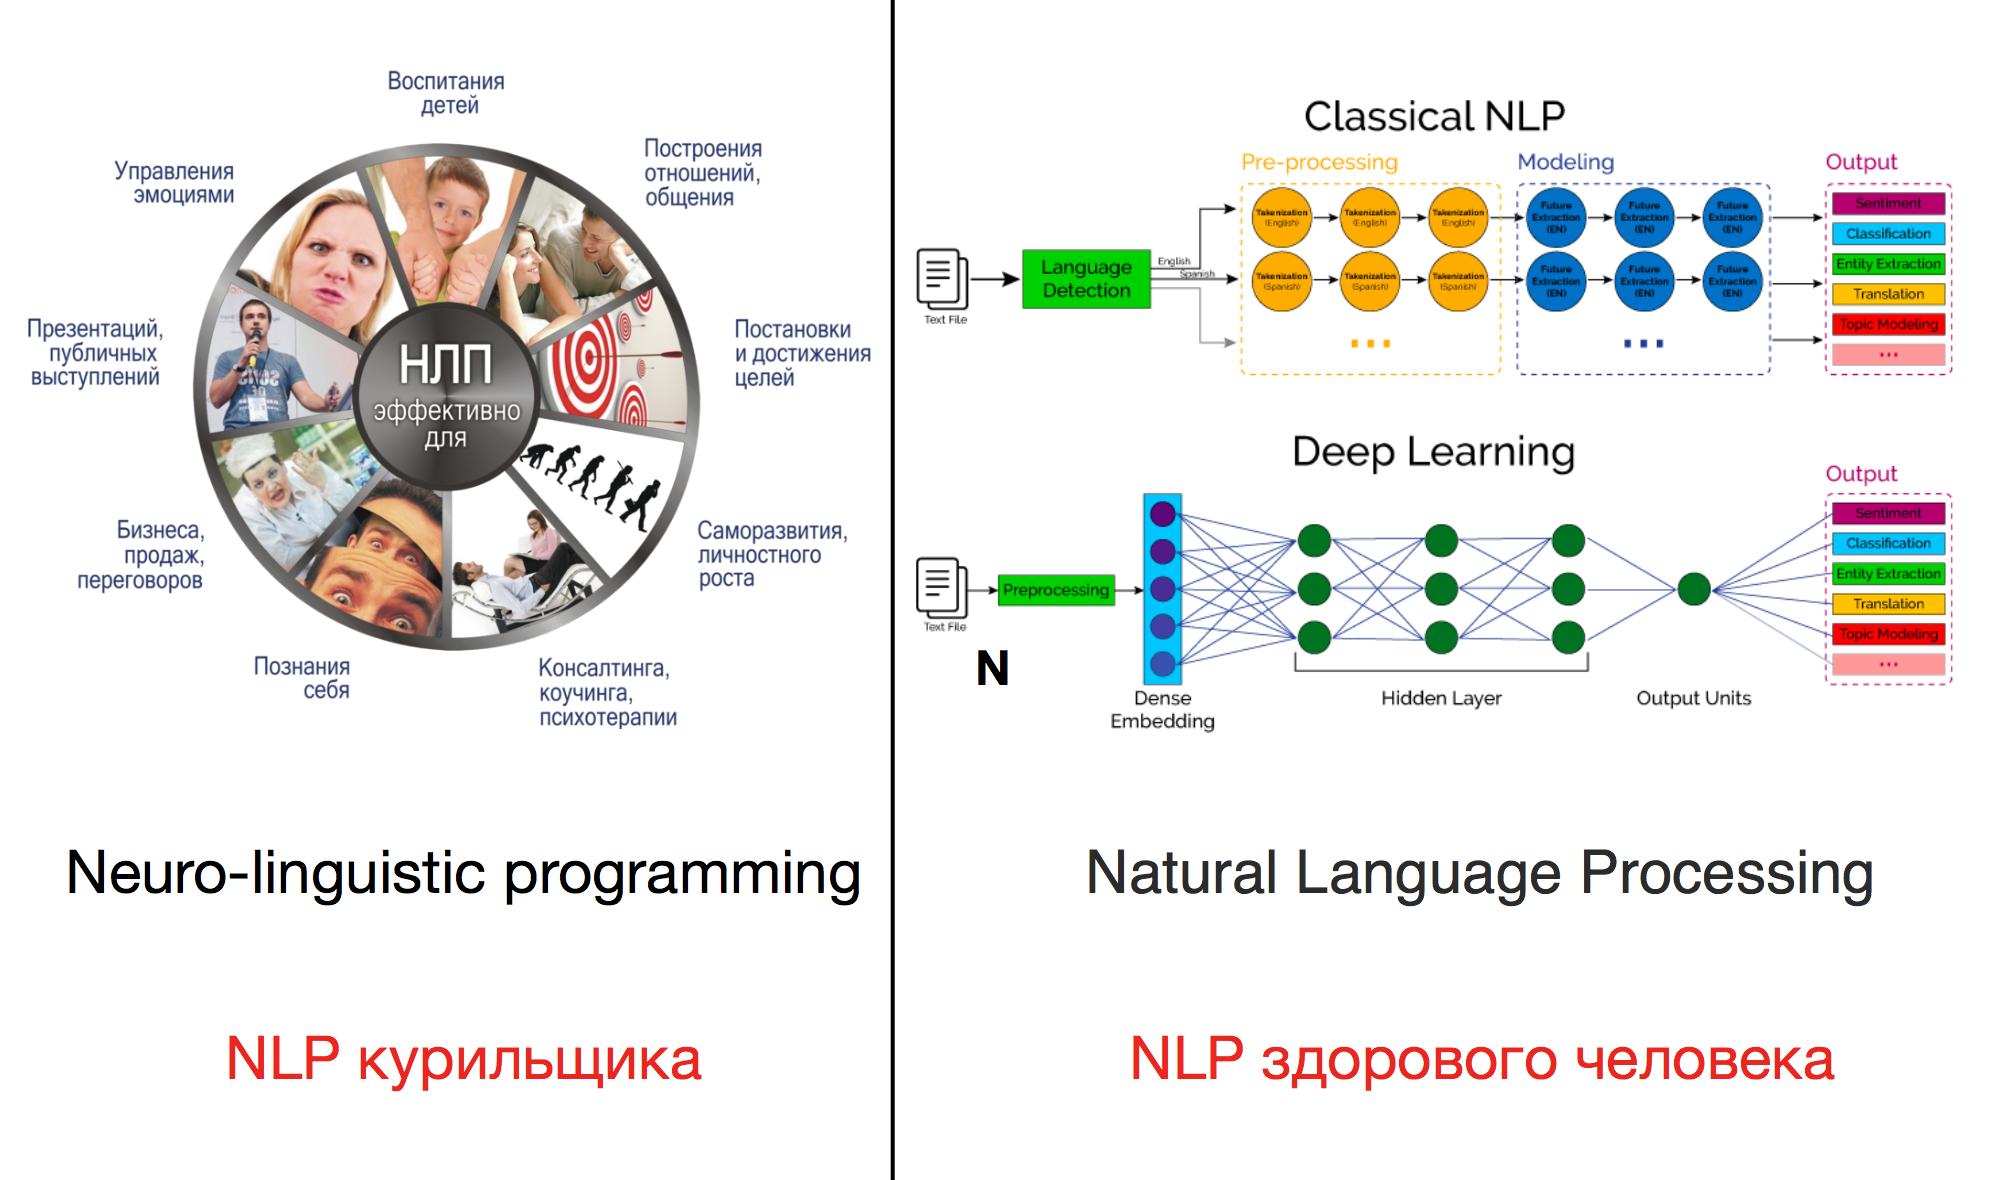 Воспитания
детей
Управления
эмоциями
Построения
отношений,
общения
Презентаций,
публичных
выступлений
НЛП
эффективно
для
Постановки
и достижения
целей
Бизнеса,
продаж,
переговоров
Саморазвития,
личностного
роста
Познания
себя
Консалтинга,
коучинга,
психотерапии
Neuro-linguistic programming
NLP курильщика
Classical NLP
Pre-processing
Modeling
Output
Text File
Language
Detection
English
Spanish
Takenization
(English)
Takenization
(English)
Takenization
(English)
Future
Extraction
(EN)
Future
Extraction
(EN)
Future
Extraction
(EN)
Takenization
(Spanish)
Takenization
(Spanish)
Takenization
(Spanish)
Future
Extraction
(EN)
Future
Extraction
(EN)
Future
Extraction
(EN)
...
...
Sentiment
Classification
Entity Extraction
Translation
Topic Modeling
...
Deep Learning
Output
Text File
Preprocessing
N
Dense
Embedding
Hidden Layer
Output Units
Sentiment
Classification
Entity Extraction
Translation
Topic Modeling
...
Natural Language Processing
NLP здорового человека